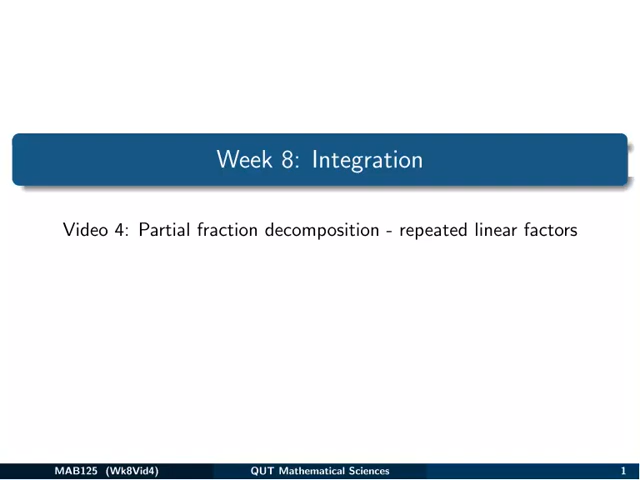 Week 8: Integration
Video 4: Partial fraction decomposition - repeated linear factors
MAB125 (Wk8Vid4) QUT Mathematical Sciences 1